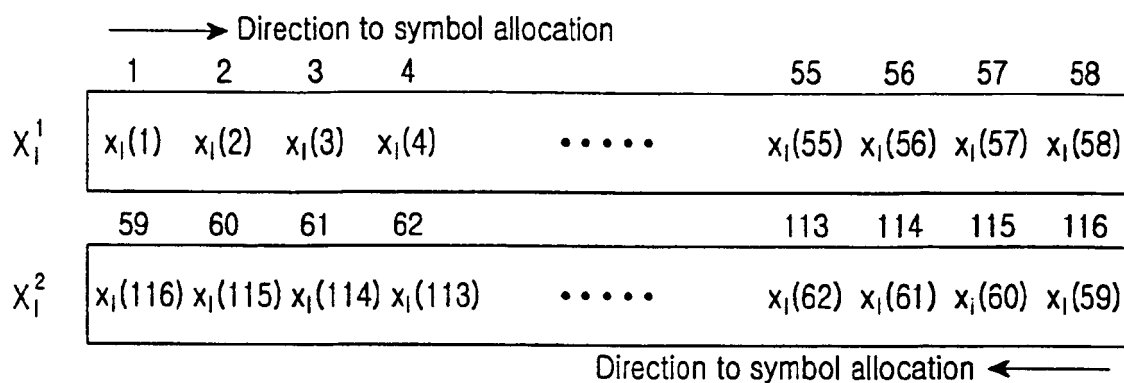 Direction to symbol allocation
1 2 3 4 55 56 57 58
X_l^1 x_l(1) x_l(2) x_l(3) x_l(4) ••••• x_l(55) x_l(56) x_l(57) x_l(58)
59 60 61 62 113 114 115 116
X_l^2 x_l(116) x_l(115) x_l(114) x_l(113) ••••• x_l(62) x_l(61) x_i(60) x_l(59)
Direction to symbol allocation